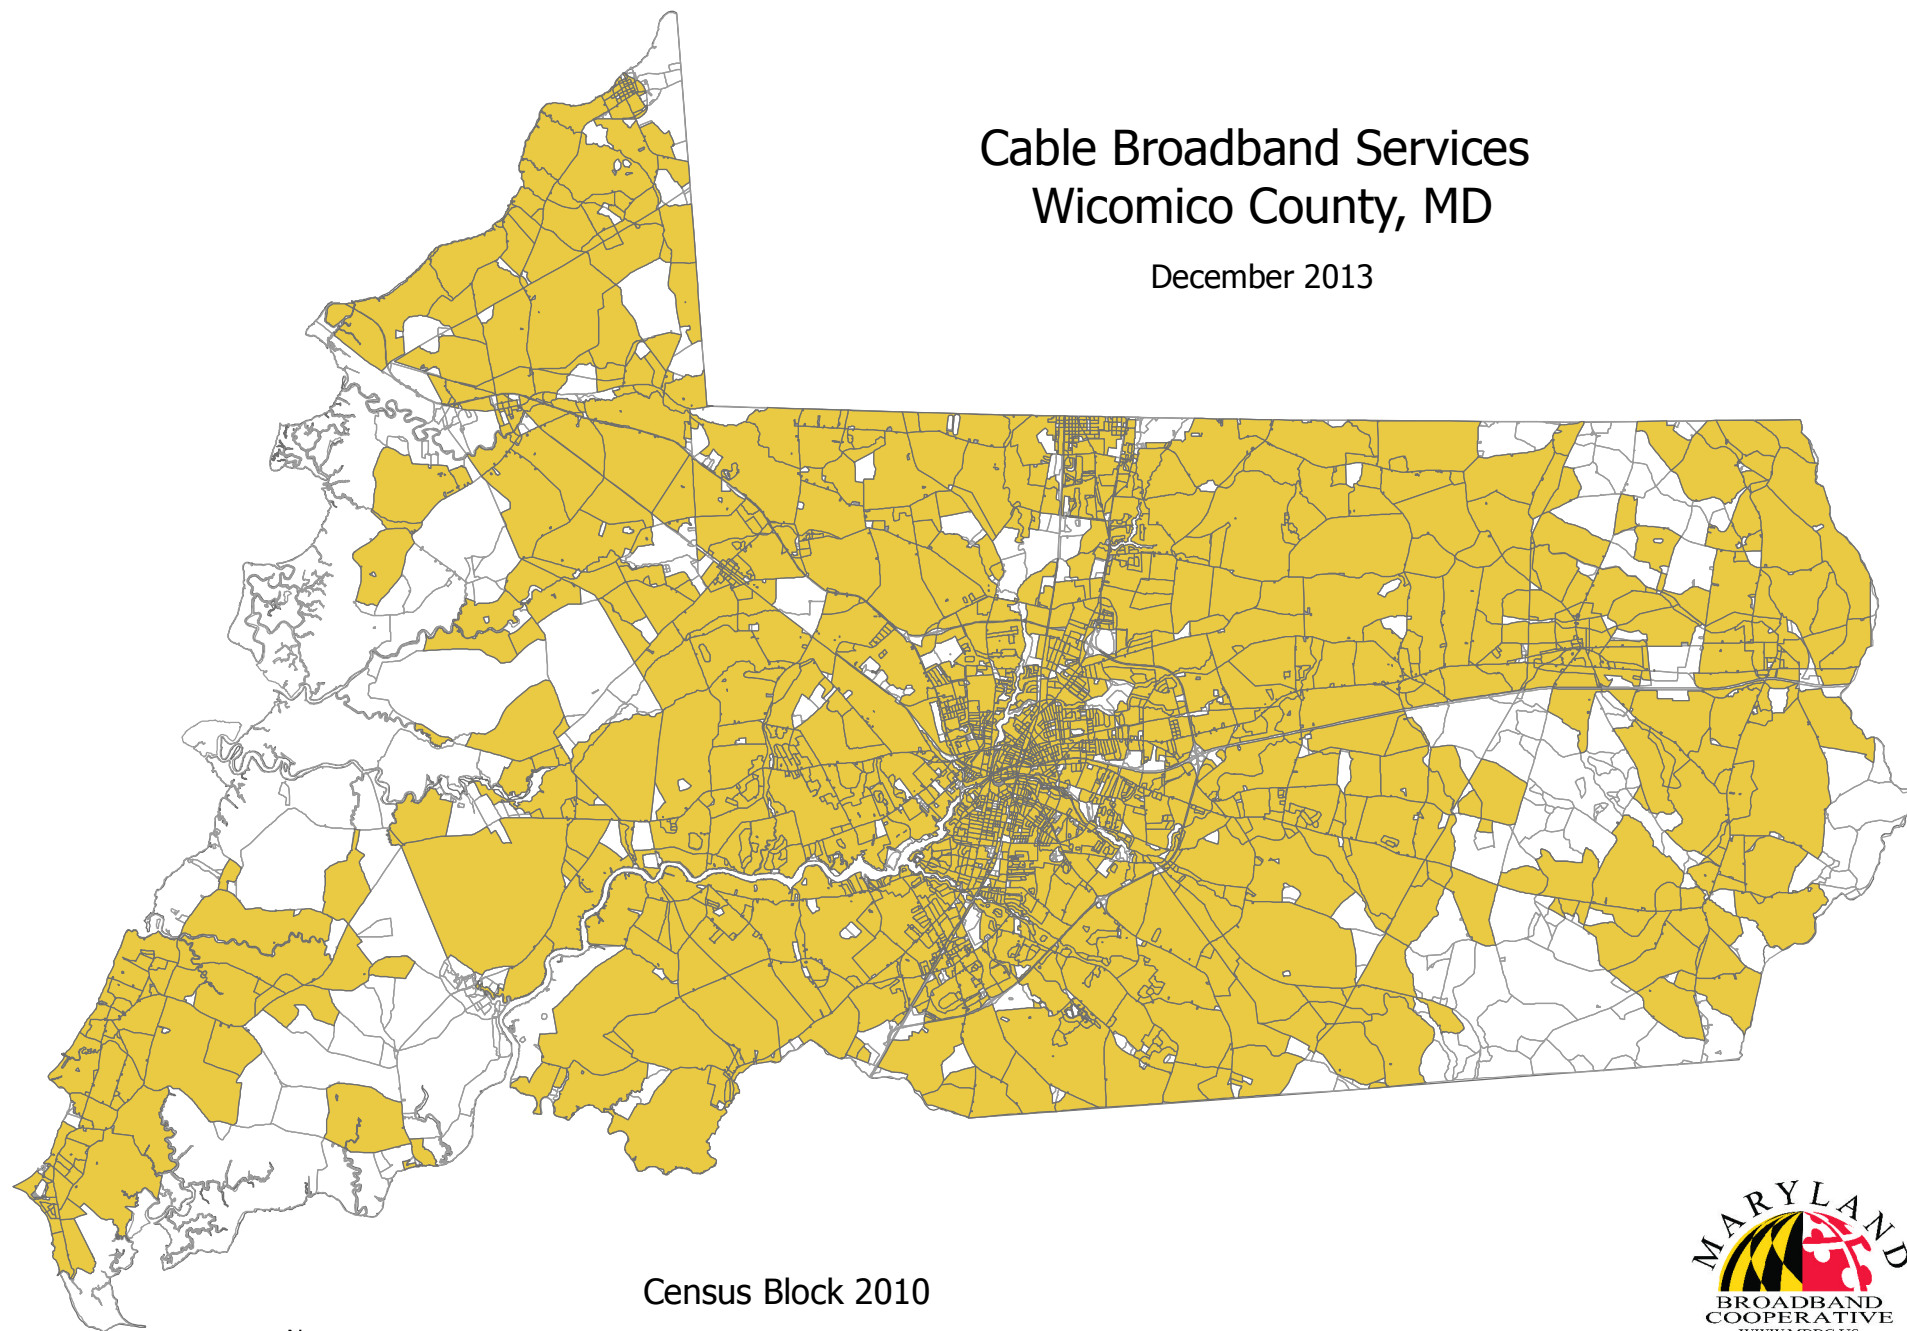 Cable Broadband Services
Wicomico County, MD
December 2013
Census Block 2010
MARYLAND
BROADBAND
COOPERATIVE